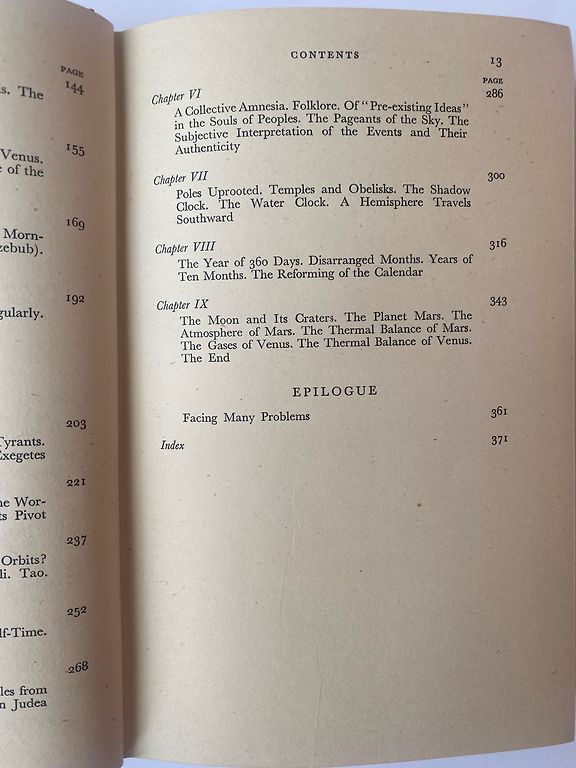 PAGE
s. The 144
155
Venus.
e of the
169
Morn-
zebub).
192
gularly.
203
Tyrants.
Exegetes
221
ne Wor-
ts Pivot
237
Orbits?
li. Tao.
252
lf-Time.
268
les from
n Judea
CONTENTS 13
PAGE
Chapter VI 286
A Collective Amnesia. Folklore. Of "Pre-existing Ideas"
in the Souls of Peoples. The Pageants of the Sky. The
Subjective Interpretation of the Events and Their
Authenticity
Chapter VII 300
Poles Uprooted. Temples and Obelisks. The Shadow
Clock. The Water Clock. A Hemisphere Travels
Southward
Chapter VIII 316
The Year of 360 Days. Disarranged Months. Years of
Ten Months. The Reforming of the Calendar
Chapter IX 343
The Moon and Its Craters. The Planet Mars. The
Atmosphere of Mars. The Thermal Balance of Mars.
The Gases of Venus. The Thermal Balance of Venus.
The End
EPILOGUE
Facing Many Problems 361
Index 371